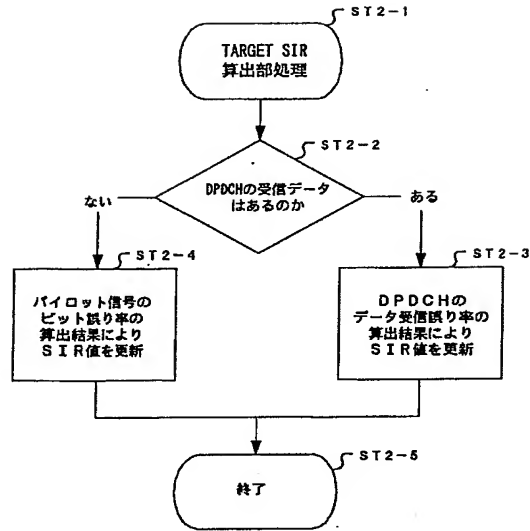 ST2-1
TARGET SIR
算出部処理
ST2-2
DPDCHの受信データ
はあるのか
ない
ある
ST2-4
パイロット信号の
ビット誤り率の
算出結果により
SIR値を更新
ST2-3
DPDCHの
データ受信誤り率の
算出結果により
SIR値を更新
ST2-5
終了